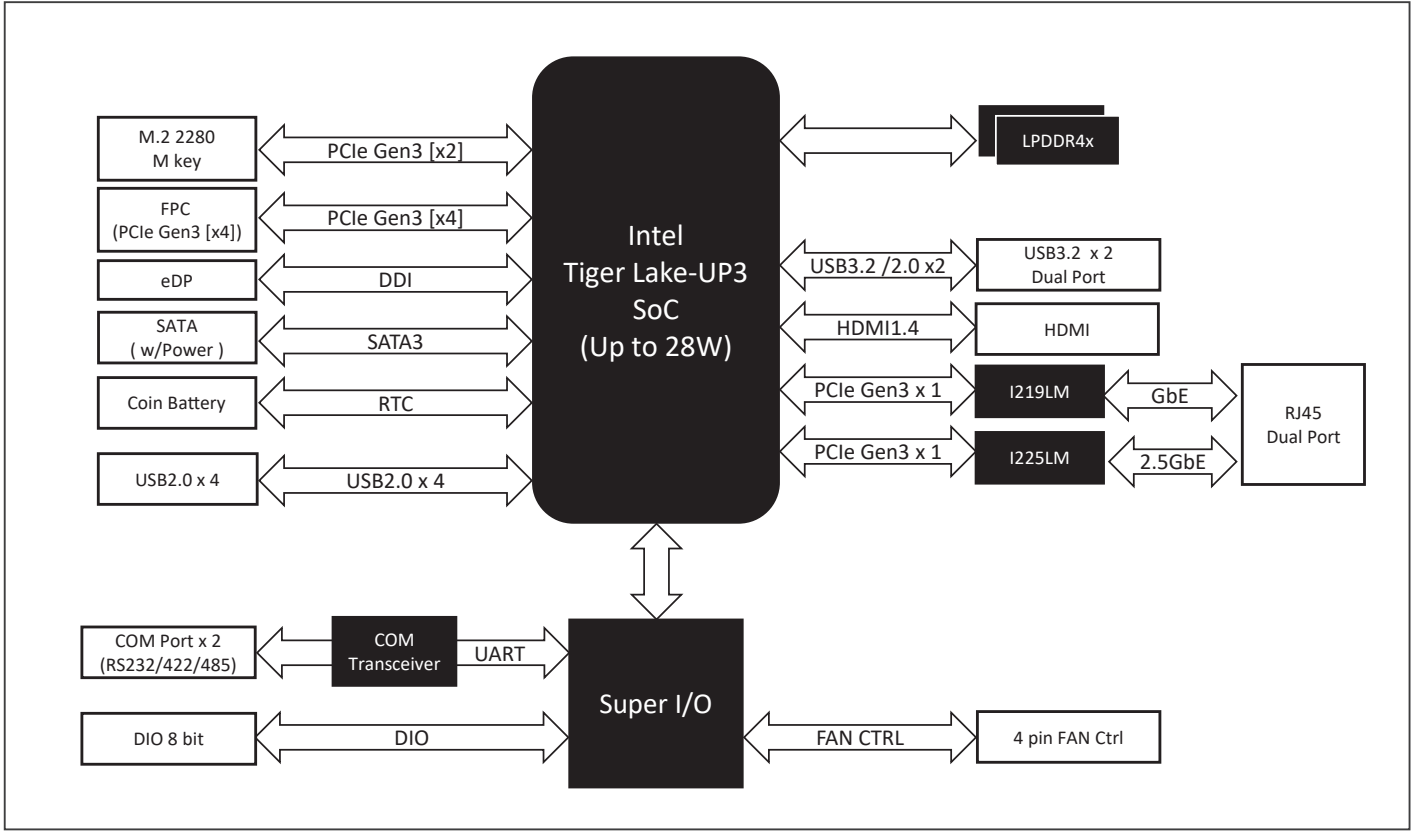 M.2 2280
M key
PCIe Gen3 [x2]
FPC
(PCIe Gen3 [x4])
PCIe Gen3 [x4]
eDP
DDI
SATA
( w/Power )
SATA3
Coin Battery
RTC
USB2.0 x 4
USB2.0 x 4
Intel
Tiger Lake-UP3
SoC
(Up to 28W)
LPDDR4x
USB3.2 /2.0 x2
USB3.2  x 2
Dual Port
HDMI1.4
HDMI
PCIe Gen3 x 1
I219LM
GbE
PCIe Gen3 x 1
I225LM
2.5GbE
RJ45
Dual Port
COM Port x 2
(RS232/422/485)
COM
Transceiver
UART
Super I/O
DIO 8 bit
DIO
FAN CTRL
4 pin FAN Ctrl